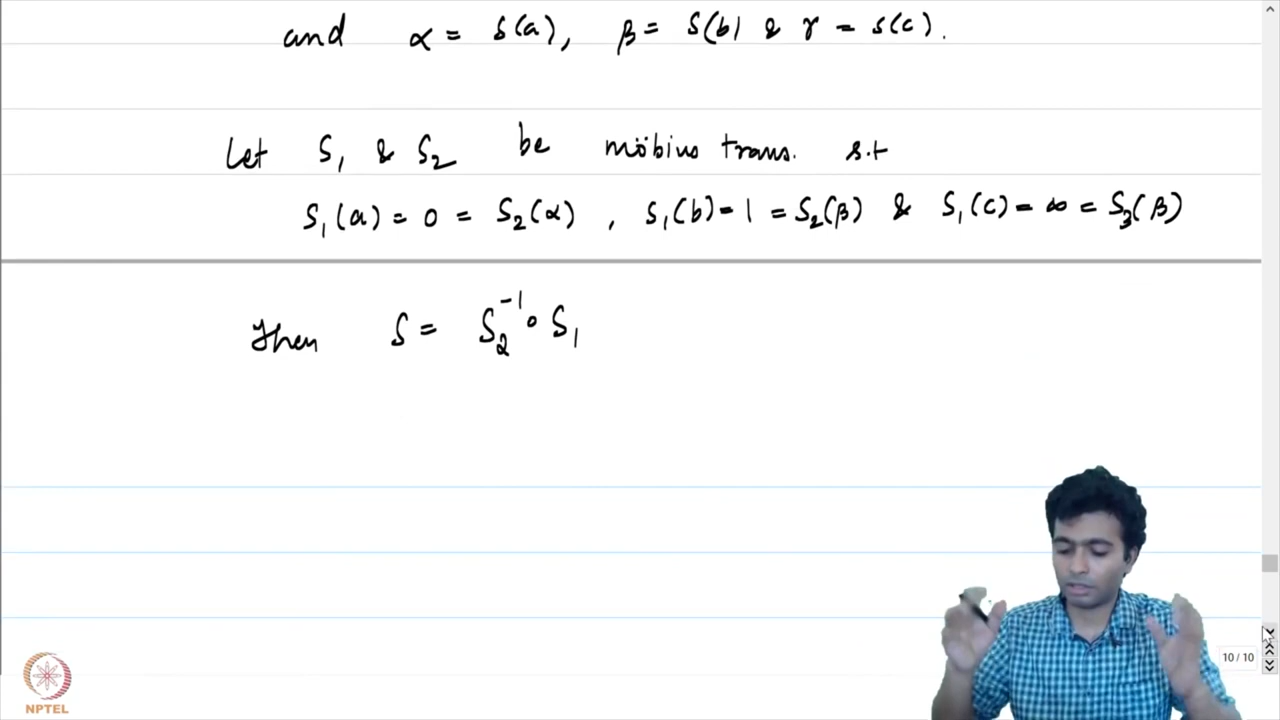 and α = S(a), β = S(b) & γ = S(c).
Let S₁ & S₂ be möbius trans. s.t
S₁(a) = 0 = S₂(α), S₁(b) = 1 = S₂(β) & S₁(c) = ∞ = S₃(β)
Then S = S₂⁻¹ ∘ S₁
10 / 10
NPTEL